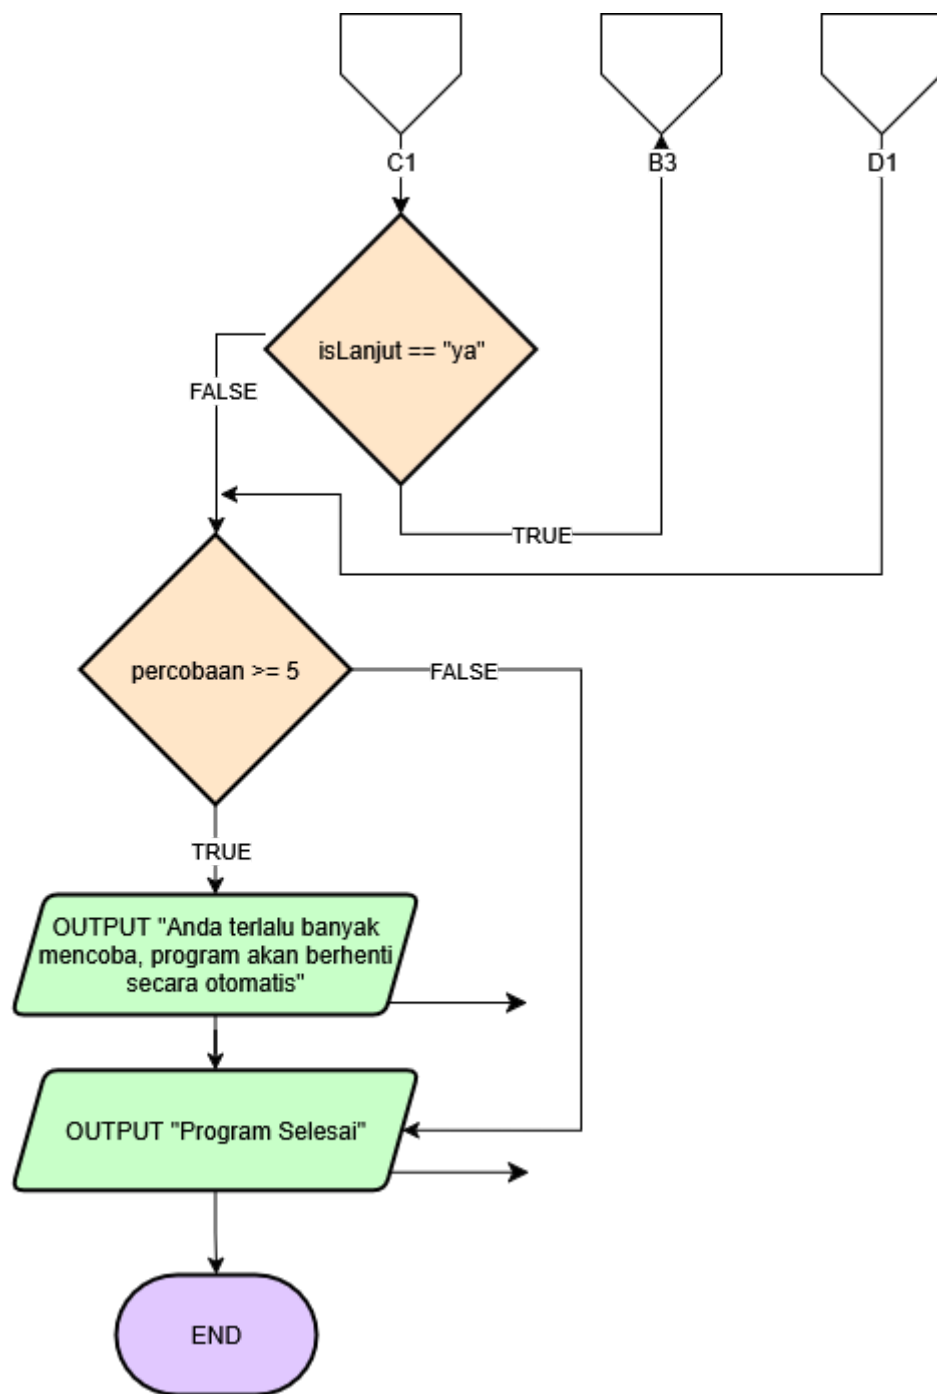 C1
B3
D1
isLanjut == "ya"
FALSE
TRUE
percobaan >= 5
FALSE
TRUE
OUTPUT "Anda terlalu banyak
mencoba, program akan berhenti
secara otomatis"
OUTPUT "Program Selesai"
END